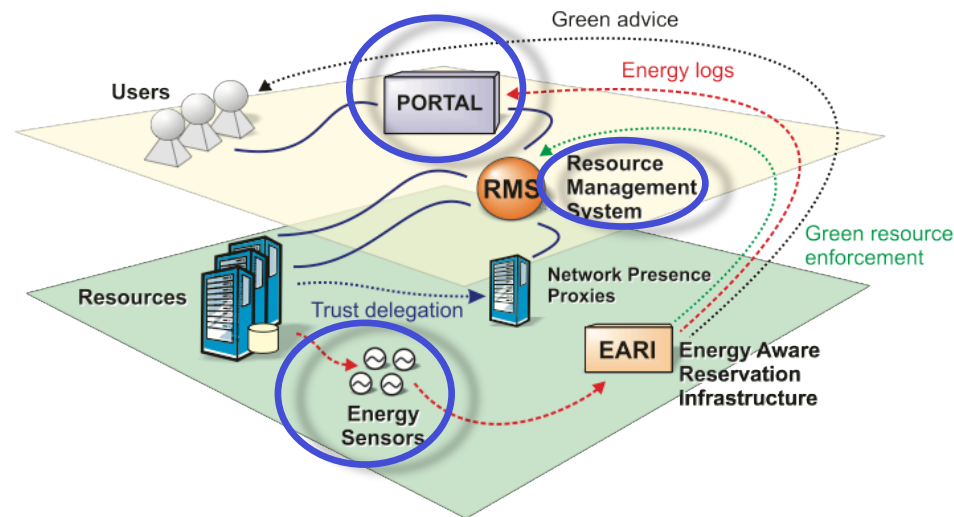 Green advice
Users
PORTAL
Energy logs
RMS
Resource
Management
System
Green resource
enforcement
Resources
Network Presence
Proxies
Trust delegation
EARI
Energy Aware
Reservation
Infrastructure
Energy
Sensors